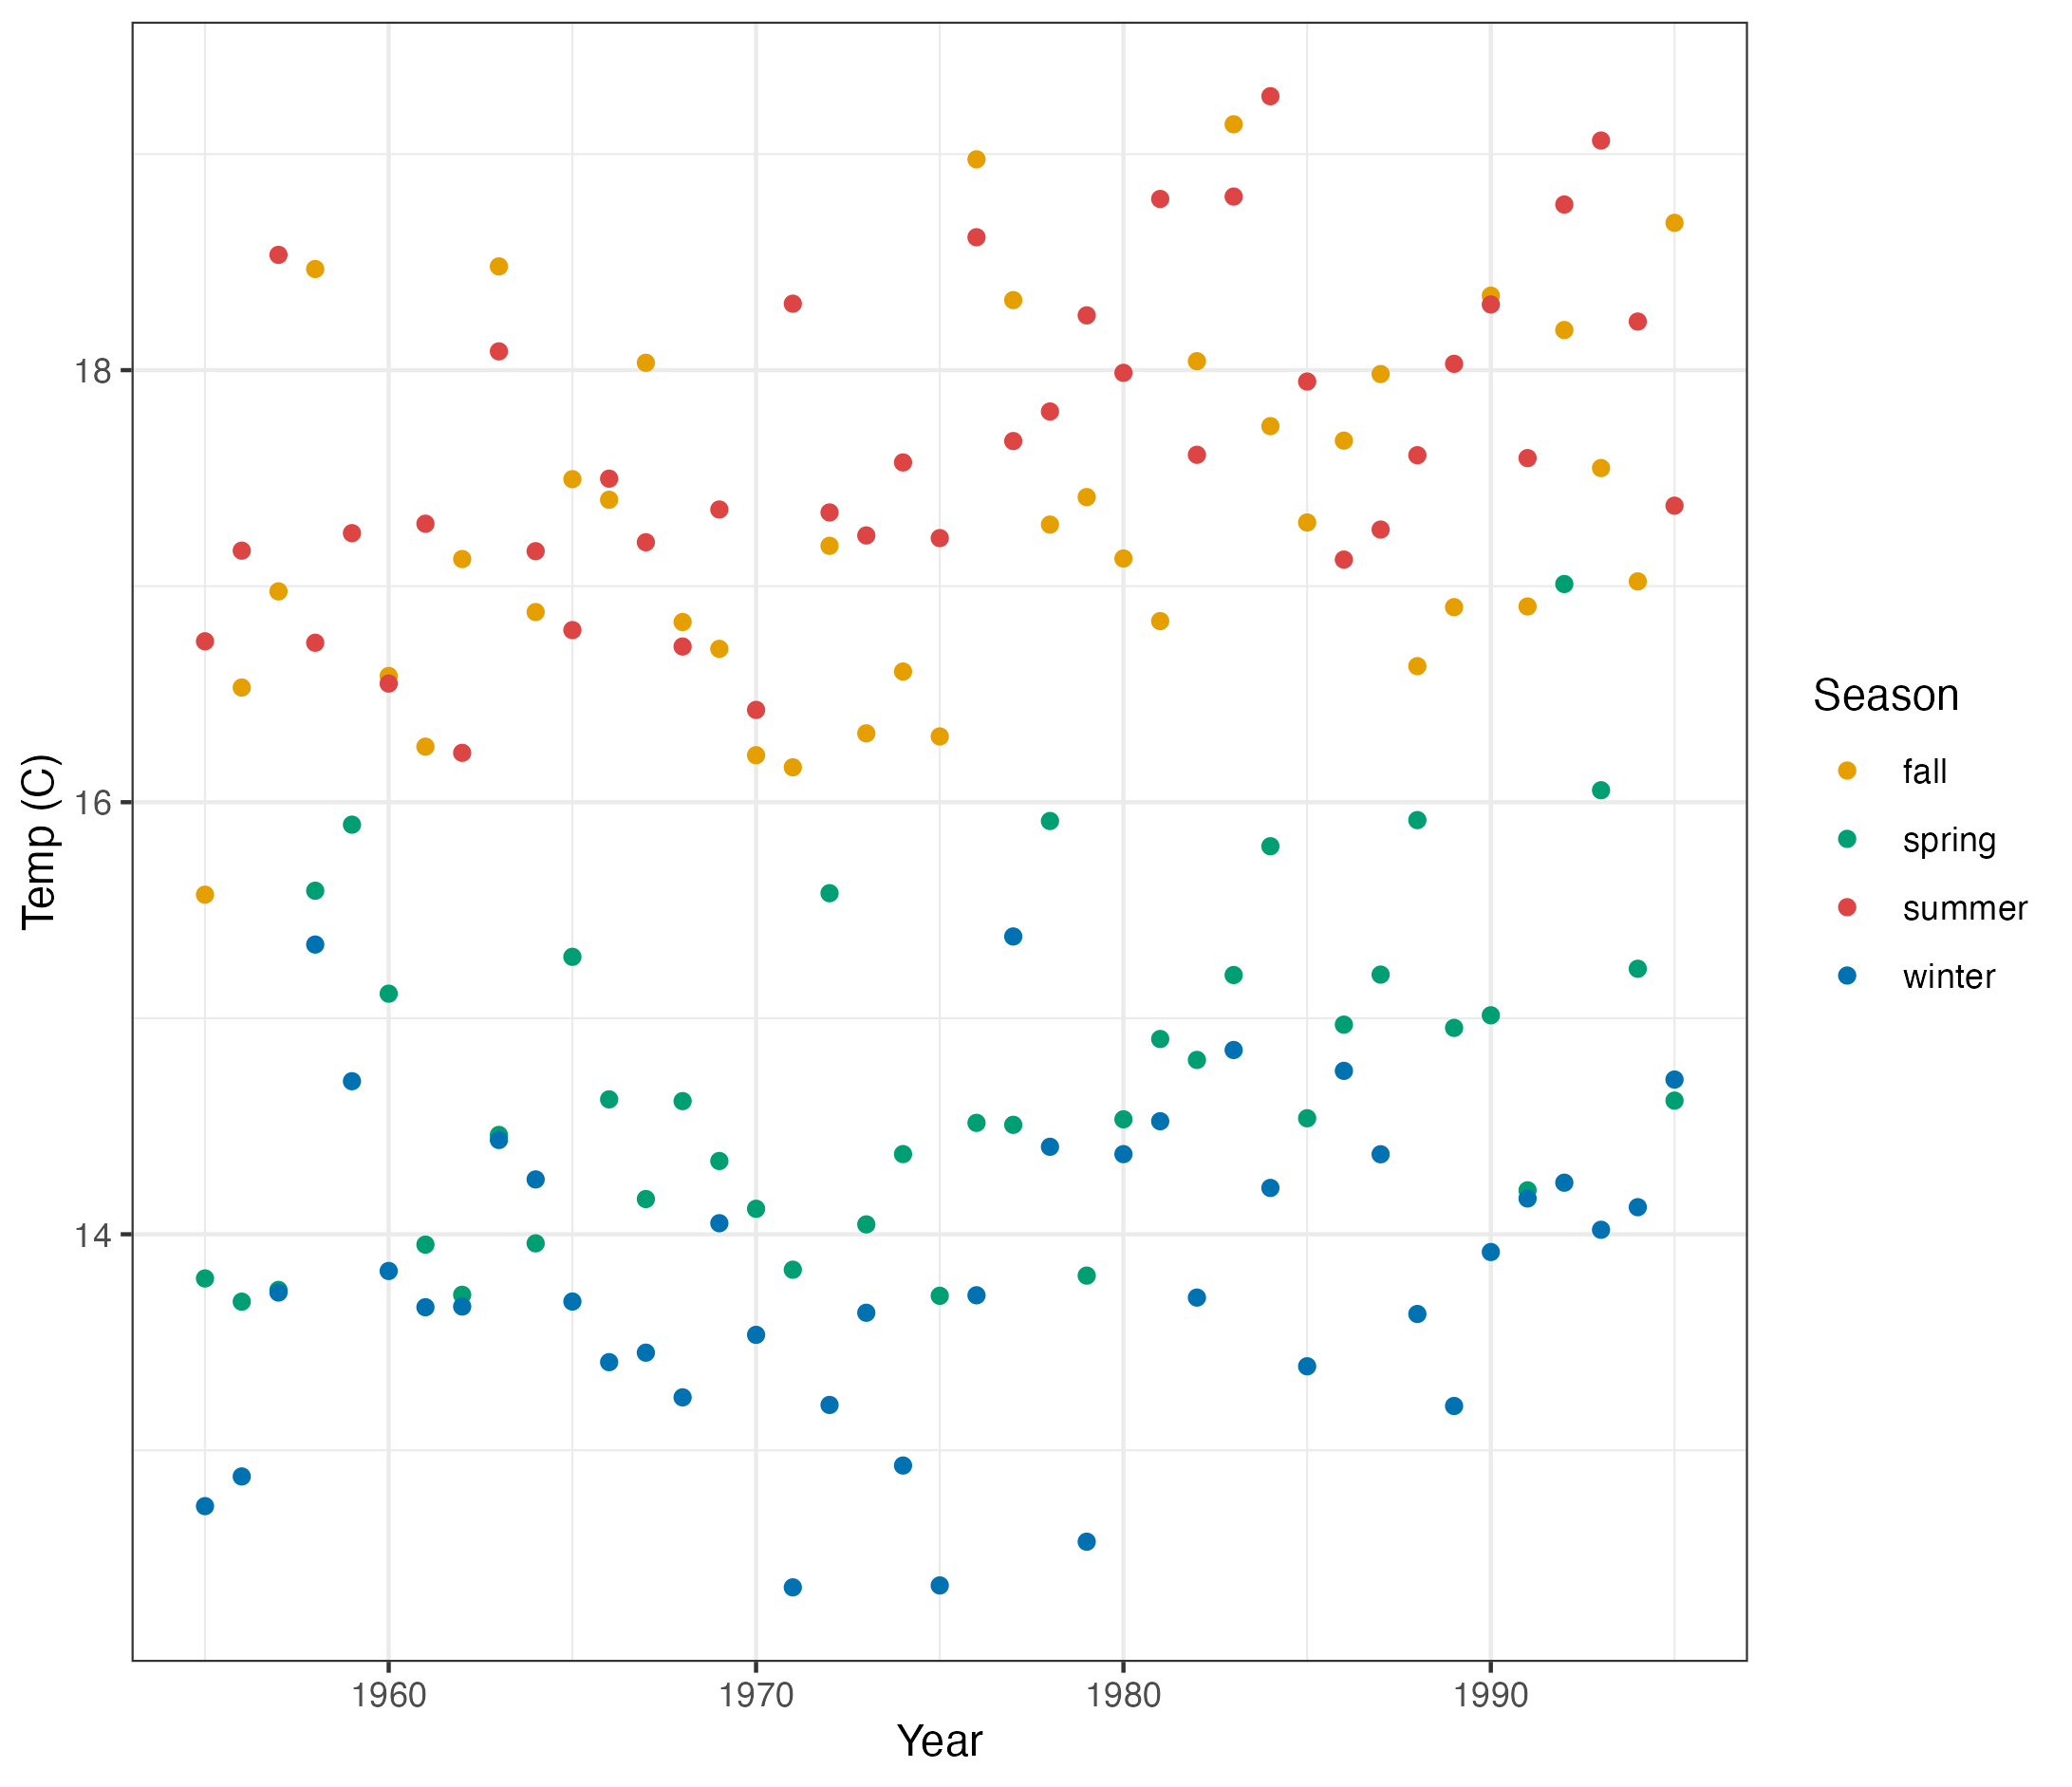 18
16
14
Temp (C)
1960 1970 1980 1990
Year
Season
fall
spring
summer
winter